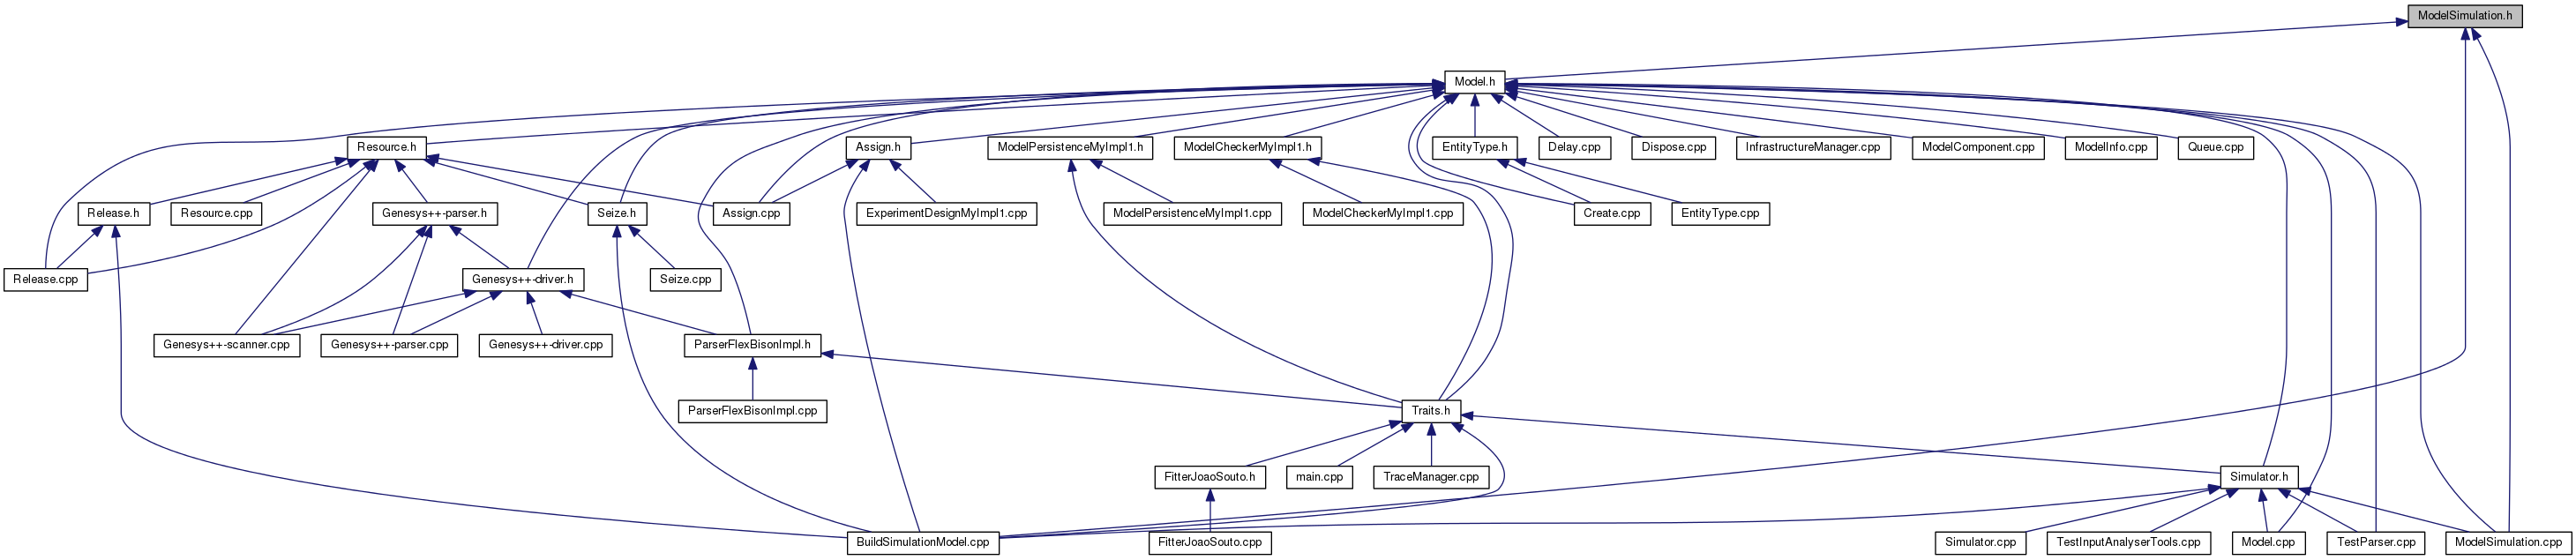 ModelSimulation.h
Model.h
Resource.h
Assign.h
ModelPersistenceMyImpl1.h
ModelCheckerMyImpl1.h
EntityType.h
Delay.cpp
Dispose.cpp
InfrastructureManager.cpp
ModelComponent.cpp
ModelInfo.cpp
Queue.cpp
Release.h
Resource.cpp
Genesys++-parser.h
Seize.h
Assign.cpp
ExperimentDesignMyImpl1.cpp
ModelPersistenceMyImpl1.cpp
ModelCheckerMyImpl1.cpp
Create.cpp
EntityType.cpp
Release.cpp
Genesys++-driver.h
Seize.cpp
Genesys++-scanner.cpp
Genesys++-parser.cpp
Genesys++-driver.cpp
ParserFlexBisonImpl.h
ParserFlexBisonImpl.cpp
Traits.h
FitterJoaoSouto.h
main.cpp
TraceManager.cpp
Simulator.h
BuildSimulationModel.cpp
FitterJoaoSouto.cpp
Simulator.cpp
TestInputAnalyserTools.cpp
Model.cpp
TestParser.cpp
ModelSimulation.cpp